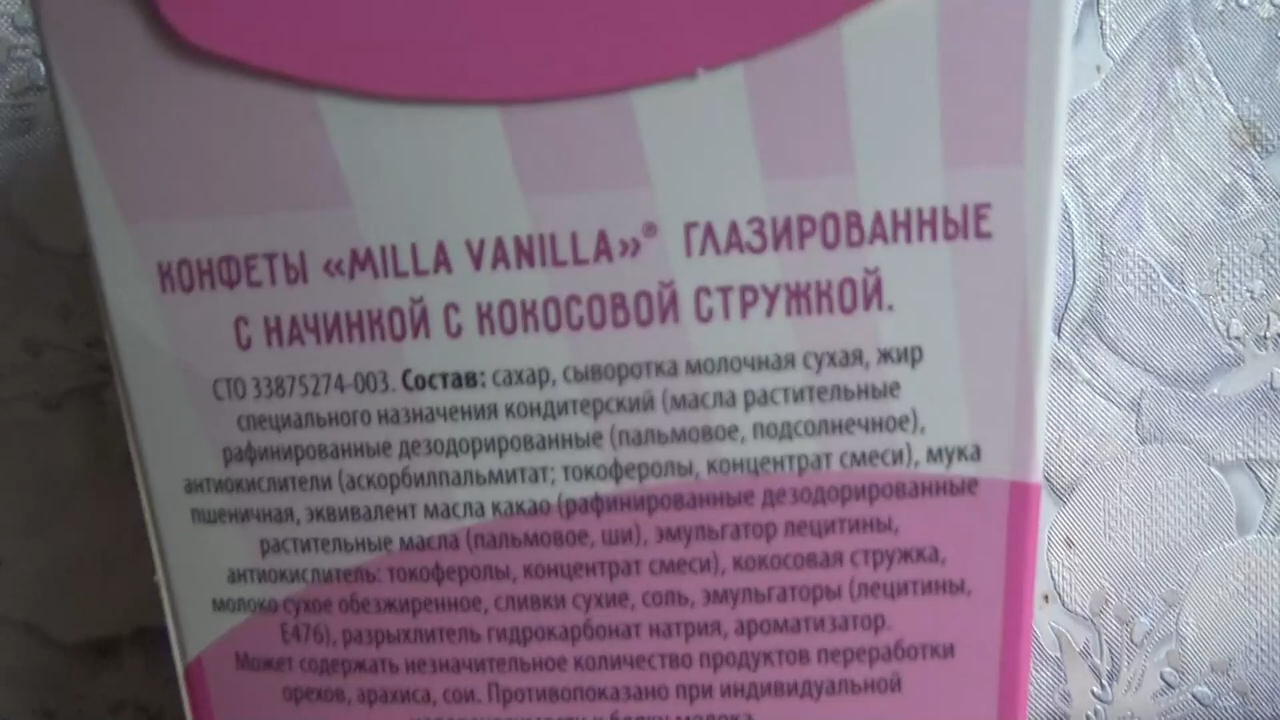 КОНФЕТЫ «MILLA VANILLA»® ГЛАЗИРОВАННЫЕ
С НАЧИНКОЙ С КОКОСОВОЙ СТРУЖКОЙ.
СТО 33875274-003. Состав: сахар, сыворотка молочная сухая, жир
специального назначения кондитерский (масла растительные
рафинированные дезодорированные (пальмовое, подсолнечное),
антиокислители (аскорбилпальмитат; токоферолы, концентрат смеси), мука
пшеничная, эквивалент масла какао (рафинированные дезодорированные
растительные масла (пальмовое, ши), эмульгатор лецитины,
антиокислитель: токоферолы, концентрат смеси), кокосовая стружка,
молоко сухое обезжиренное, сливки сухие, соль, эмульгаторы (лецитины,
Е476), разрыхлитель гидрокарбонат натрия, ароматизатор.
Может содержать незначительное количество продуктов переработки
орехов, арахиса, сои. Противопоказано при индивидуальной
белку молока.